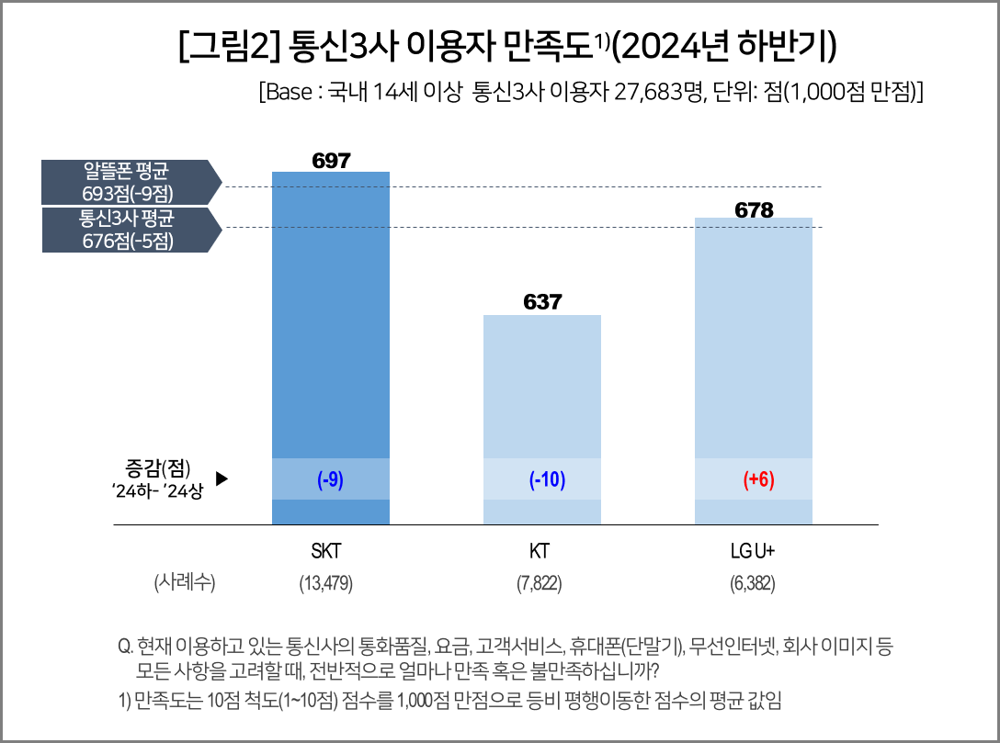 [그림2] 통신3사 이용자 만족도1)(2024년 하반기)
[Base : 국내 14세 이상 통신3사 이용자 27,683명, 단위: 점(1,000점 만점)]
알뜰폰 평균
693점(-9점)
통신3사 평균
676점(-5점)
697
637
678
증감(점)
‘24하- ’24상
▶
(-9)
(-10)
(+6)
SKT
KT
LG U+
(사례수)
(13,479)
(7,822)
(6,382)
Q. 현재 이용하고 있는 통신사의 통화품질, 요금, 고객서비스, 휴대폰(단말기), 무선인터넷, 회사 이미지 등
모든 사항을 고려할 때, 전반적으로 얼마나 만족 혹은 불만족하십니까?
1) 만족도는 10점 척도(1~10점) 점수를 1,000점 만점으로 등비 평행이동한 점수의 평균 값임